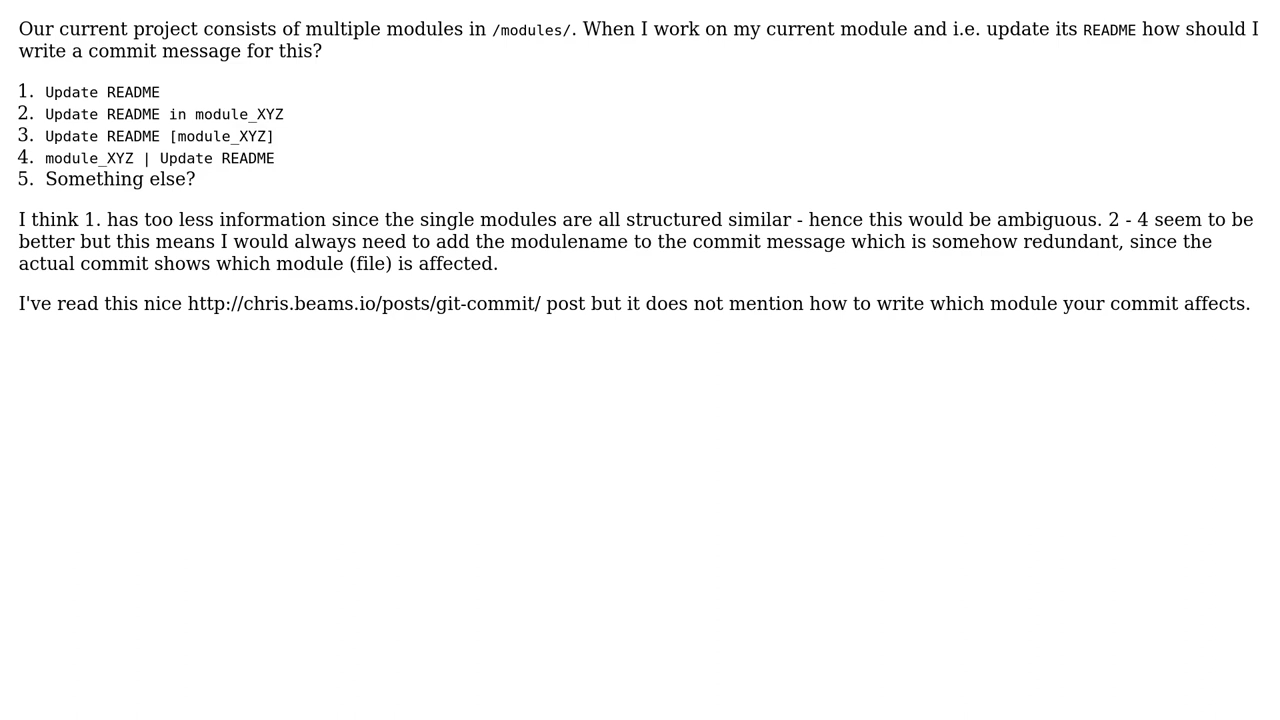 Our current project consists of multiple modules in /modules/. When I work on my current module and i.e. update its README how should I
write a commit message for this?
1. Update README
2. Update README in module_XYZ
3. Update README [module_XYZ]
4. module_XYZ | Update README
5. Something else?
I think 1. has too less information since the single modules are all structured similar - hence this would be ambiguous. 2 - 4 seem to be
better but this means I would always need to add the modulename to the commit message which is somehow redundant, since the
actual commit shows which module (file) is affected.
I've read this nice http://chris.beams.io/posts/git-commit/ post but it does not mention how to write which module your commit affects.